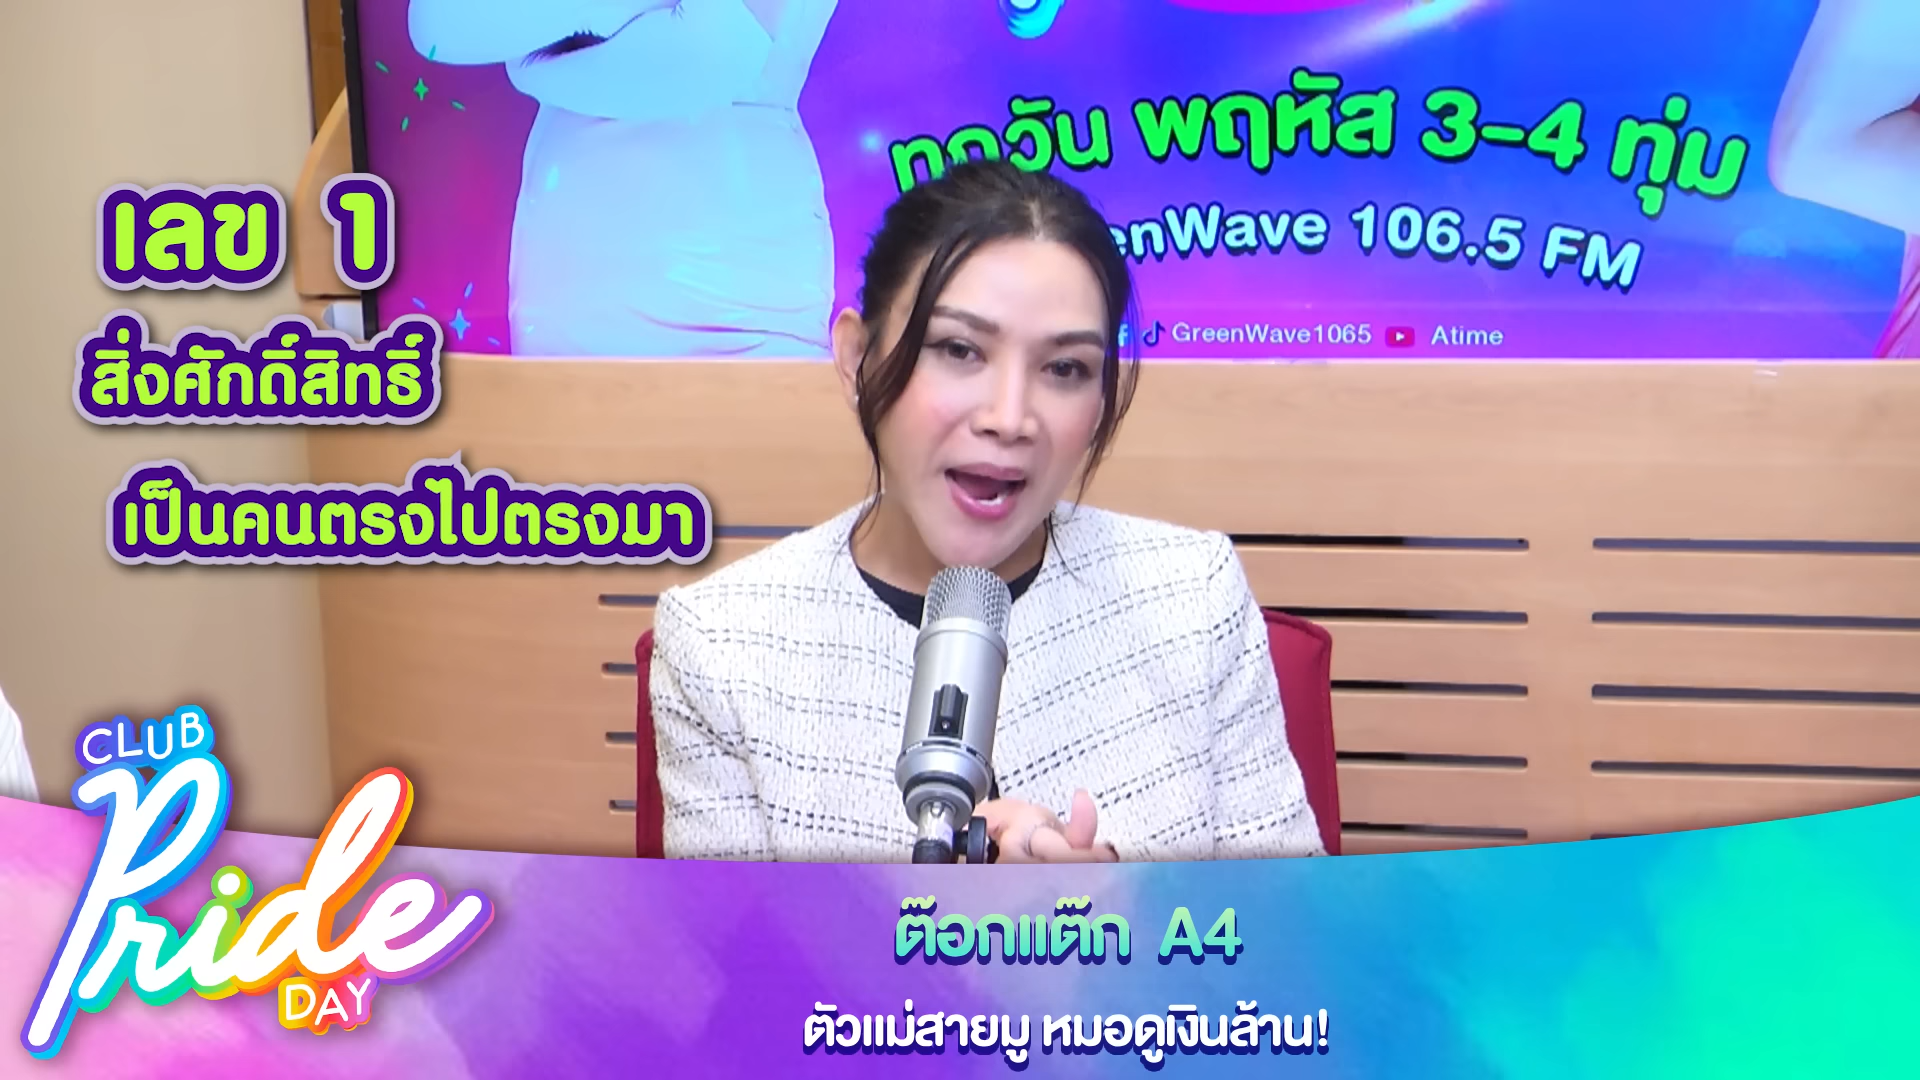 ทุกวัน พฤหัส 3-4 ทุ่ม
enWave 106.5 FM
GreenWave1065 Atime
เลข 1
สิ่งศักดิ์สิทธิ์
เป็นคนตรงไปตรงมา
CLUB
Pride
DAY
ต๊อกแต๊ก A4
ตัวแม่สายมู หมอดูเงินล้าน!